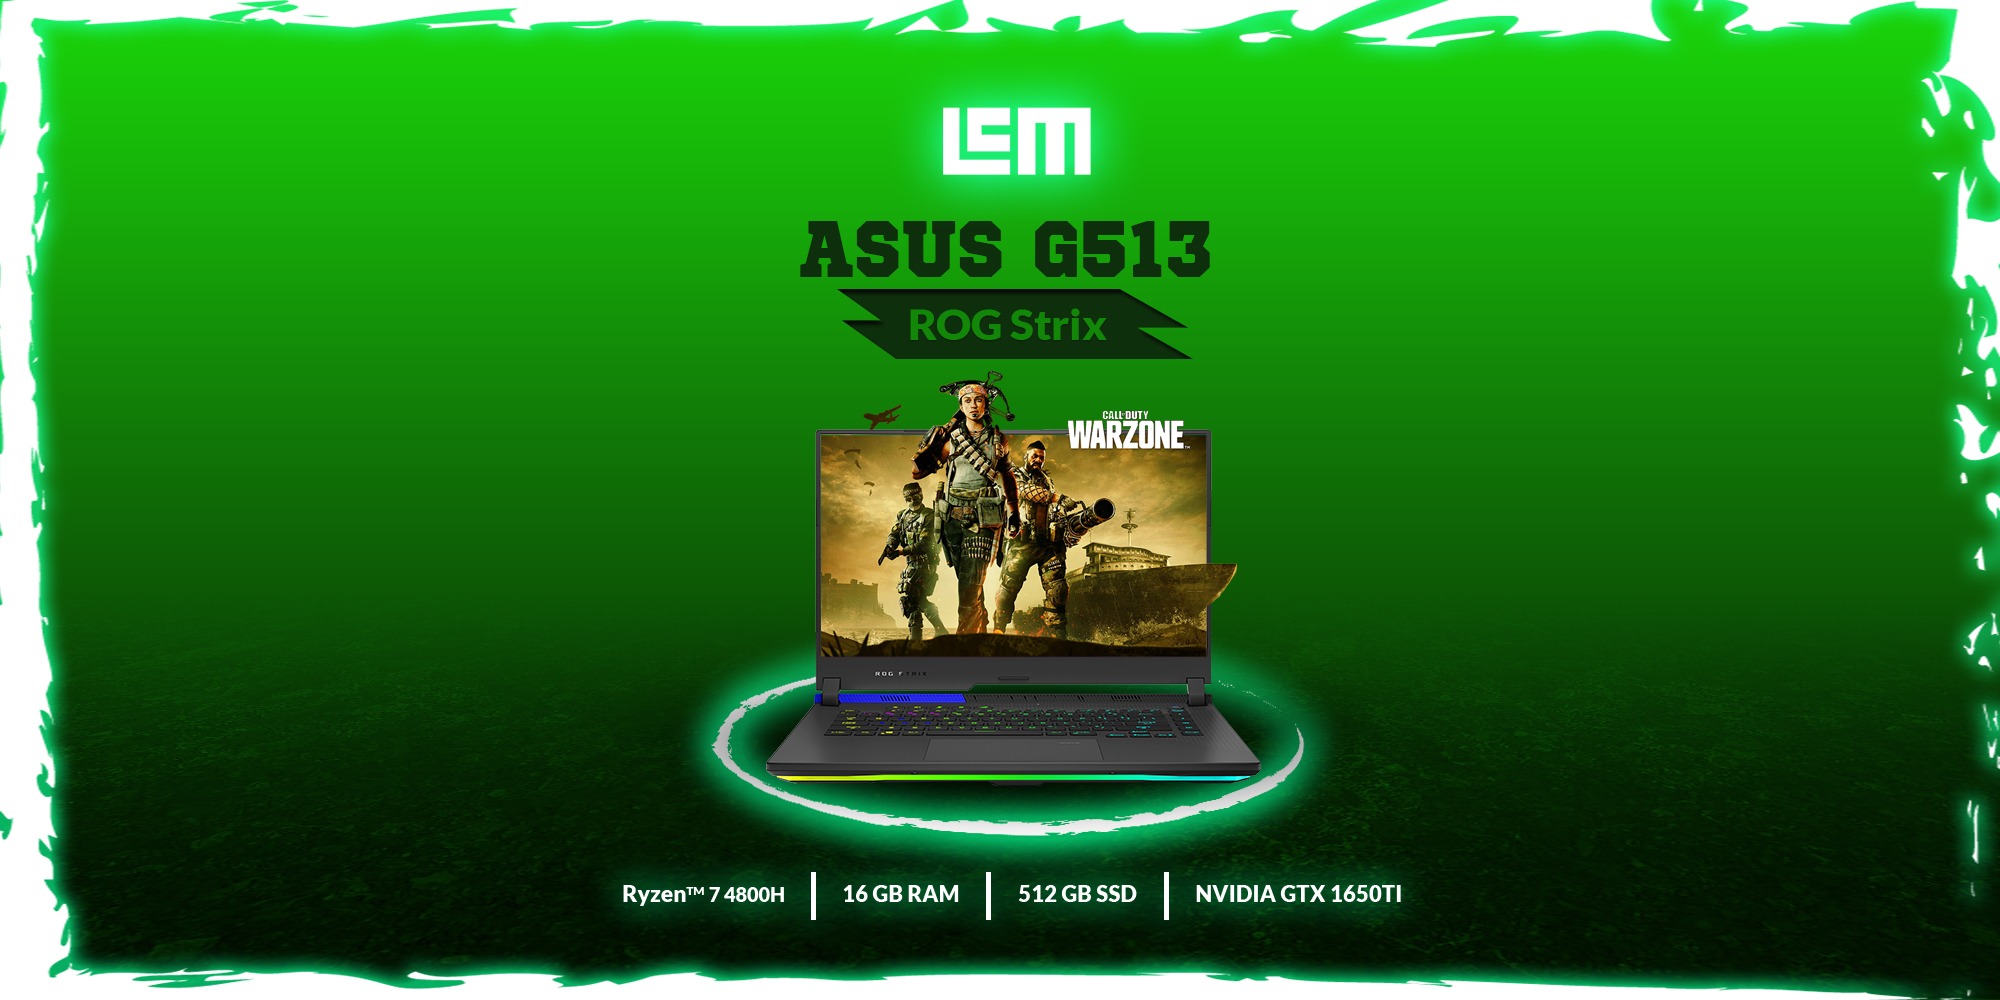 LEM
ASUS G513
ROG Strix
CALL OF DUTY
WARZONE™
ROG STRIX
Ryzen™ 7 4800H
16 GB RAM
512 GB SSD
NVIDIA GTX 1650TI